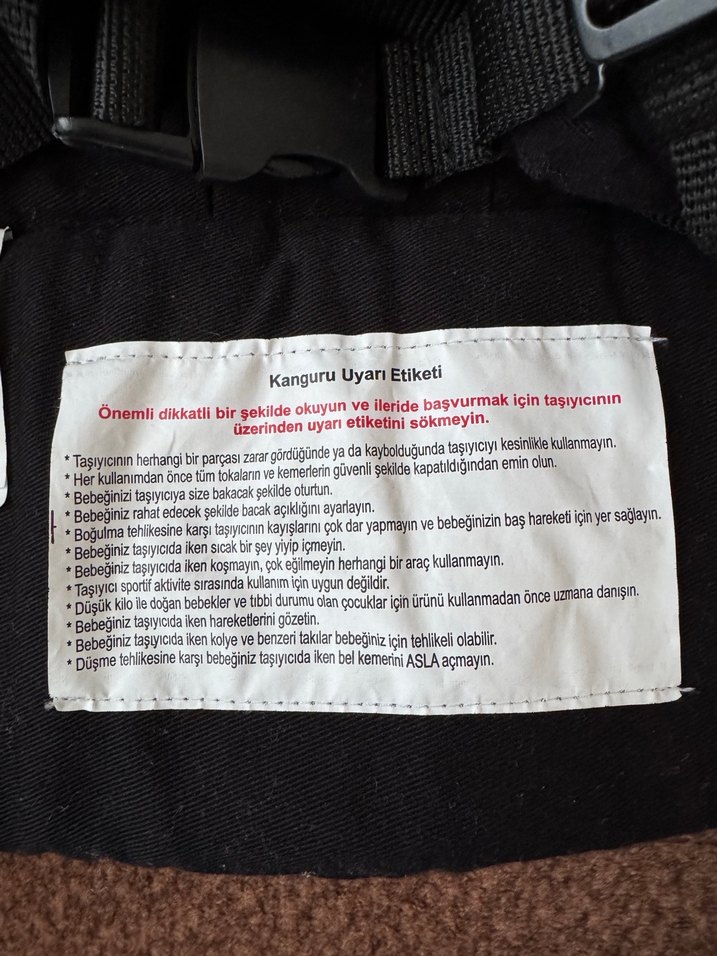 Kanguru Uyarı Etiketi
Önemli dikkatli bir şekilde okuyun ve ileride başvurmak için taşıyıcının
üzerinden uyarı etiketini sökmeyin.
* Taşıyıcının herhangi bir parçası zarar gördüğünde ya da kaybolduğunda taşıyıcıyı kesinlikle kullanmayın.
* Her kullanımdan önce tüm tokaların ve kemerlerin güvenli şekilde kapatıldığından emin olun.
* Bebeğinizi taşıyıcıya size bakacak şekilde oturtun.
* Bebeğiniz rahat edecek şekilde bacak açıklığını ayarlayın.
* Boğulma tehlikesine karşı taşıyıcının kayışlarını çok dar yapmayın ve bebeğinizin baş hareketi için yer sağlayın.
* Bebeğiniz taşıyıcıda iken sıcak bir şey yiyip içmeyin.
* Bebeğiniz taşıyıcıda iken koşmayın, çok eğilmeyin herhangi bir araç kullanmayın.
* Taşıyıcı sportif aktivite sırasında kullanım için uygun değildir.
* Düşük kilo ile doğan bebekler ve tıbbi durumu olan çocuklar için ürünü kullanmadan önce uzmana danışın.
* Bebeğiniz taşıyıcıda iken hareketlerini gözetin.
* Bebeğiniz taşıyıcıda iken kolye ve benzeri takılar bebeğiniz için tehlikeli olabilir.
* Düşme tehlikesine karşı bebeğiniz taşıyıcıda iken bel kemerini ASLA açmayın.